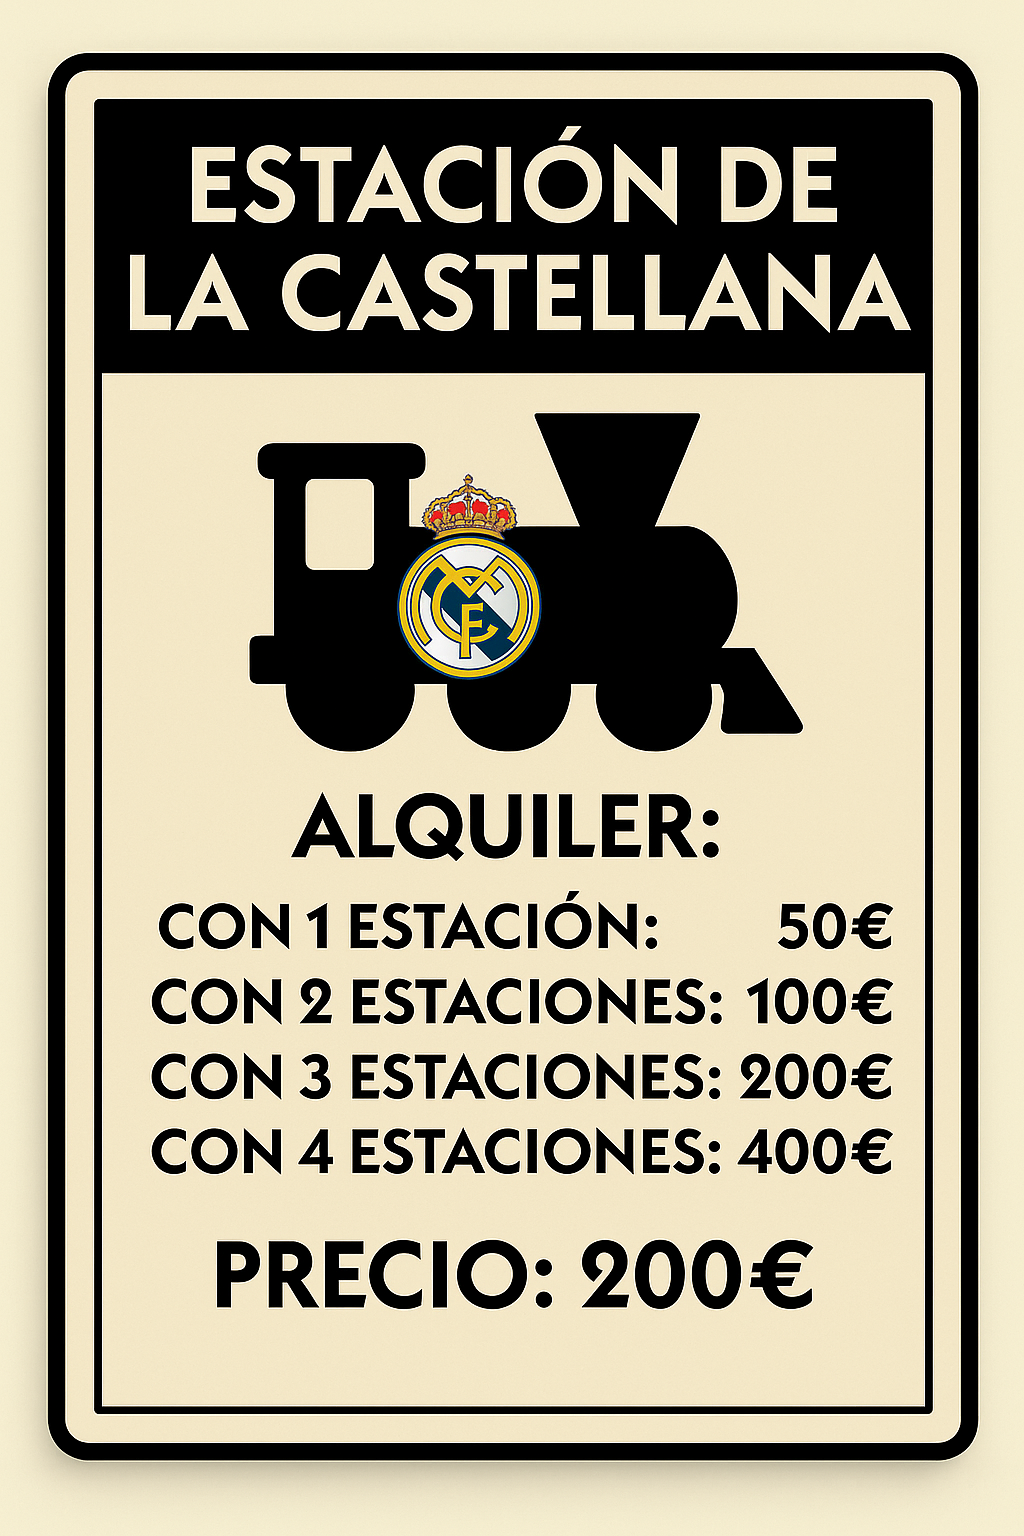 ESTACIÓN DE
LA CASTELLANA
ALQUILER:
CON 1 ESTACIÓN: 50€
CON 2 ESTACIONES: 100€
CON 3 ESTACIONES: 200€
CON 4 ESTACIONES: 400€
PRECIO: 200€